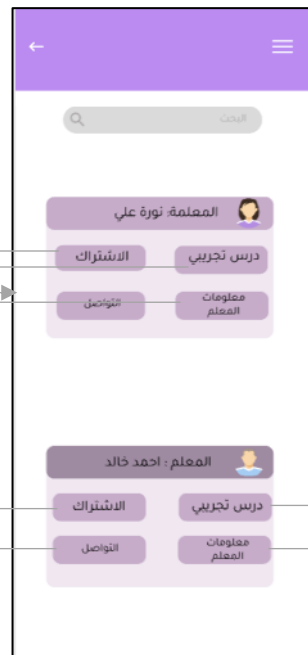 البحث
المعلمة: نورة علي
درس تجريبي
الاشتراك
معلومات
المعلم
التواصل
المعلم : احمد خالد
درس تجريبي
الاشتراك
معلومات
المعلم
التواصل